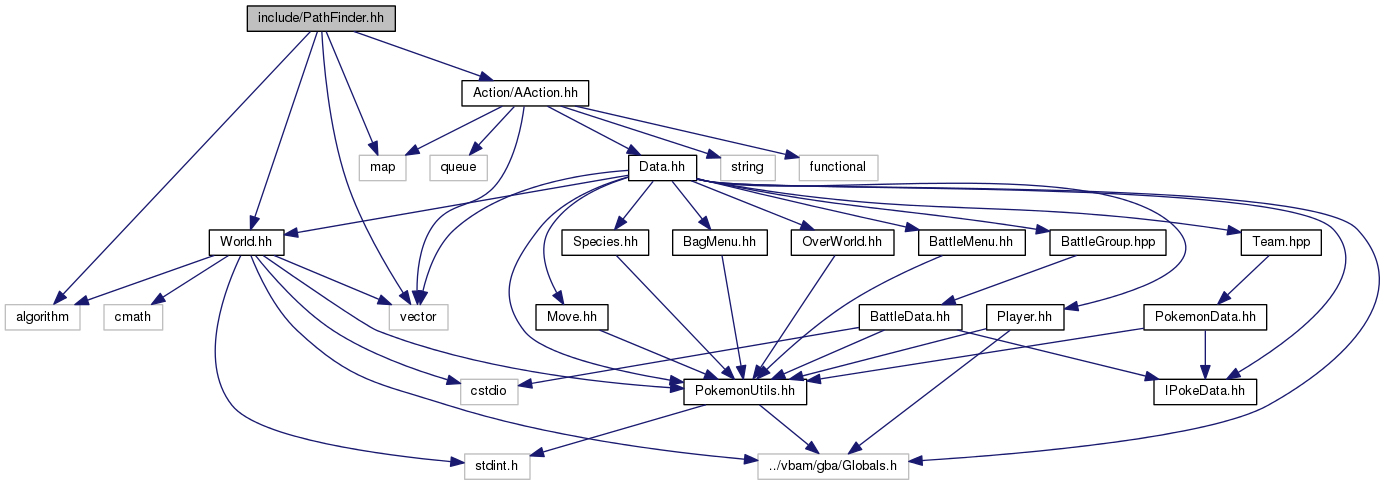 include/PathFinder.hh
Action/AAction.hh
map
queue
Data.hh
string
functional
World.hh
Species.hh
BagMenu.hh
OverWorld.hh
BattleMenu.hh
BattleGroup.hpp
Team.hpp
algorithm
cmath
vector
Move.hh
BattleData.hh
Player.hh
PokemonData.hh
cstdio
PokemonUtils.hh
IPokeData.hh
stdint.h
../vbam/gba/Globals.h